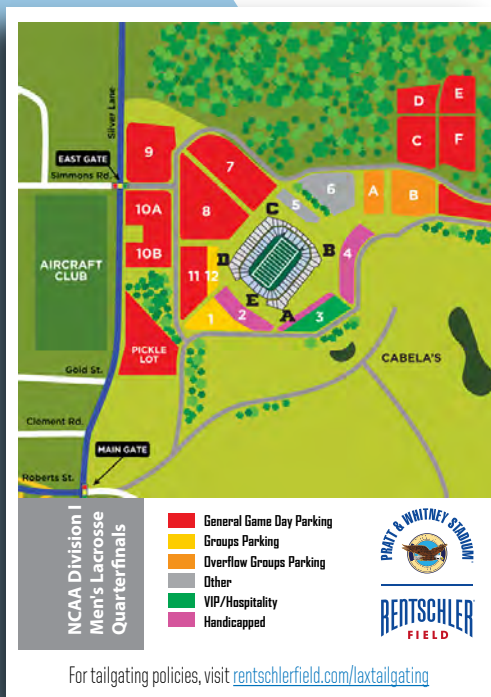 D
E
C
F
Silver Lane
EAST GATE
Simmons Rd.
9
7
6
5
A
B
8
10A
10B
C
B
D
E
A
4
11
12
1
2
3
AIRCRAFT
CLUB
PICKLE
LOT
CABELA'S
Gold St.
Clement Rd.
MAIN GATE
Roberts St.
NCAA Division I
Men's Lacrosse
Quarterfinals
General Game Day Parking
Groups Parking
Overflow Groups Parking
Other
VIP/Hospitality
Handicapped
PRATT & WHITNEY STADIUM
RENTSCHLER
FIELD
For tailgating policies, visit rentschlerfield.com/laxtailgating